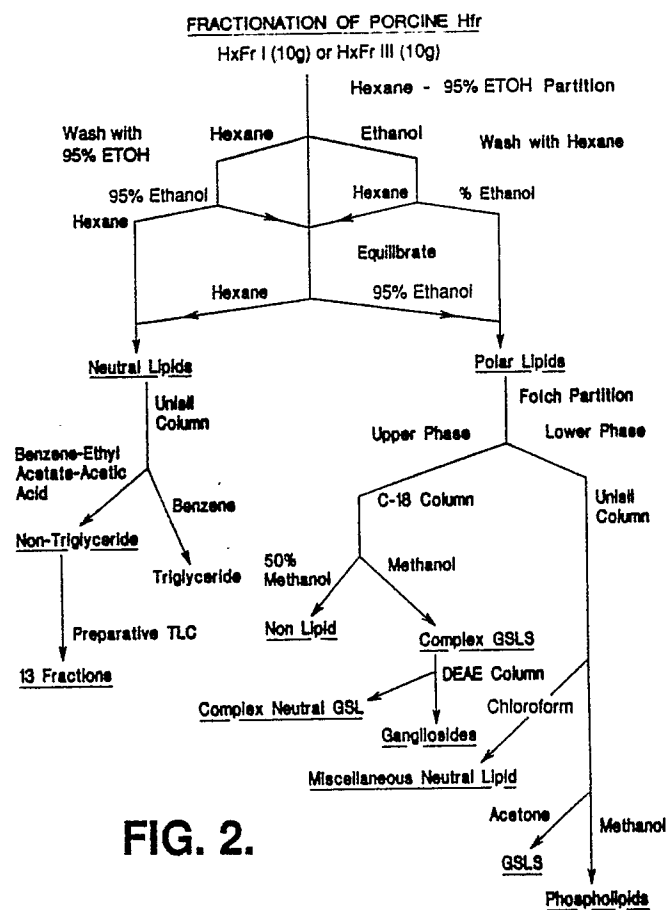 FRACTIONATION OF PORCINE Hfr
HxFr I (10g) or HxFr III (10g)
Hexane - 95% ETOH Partition
Wash with
95% ETOH
Hexane
Ethanol
Wash with Hexane
95% Ethanol
Hexane
% Ethanol
Hexane
Equilibrate
Hexane
95% Ethanol
Neutral Lipids
Polar Lipids
Unisil
Column
Folch Partition
Upper Phase
Lower Phase
Benzene-Ethyl
Acetate-Acetic
Acid
Benzene
C-18 Column
Unisil
Column
Non-Triglyceride
Triglyceride
50%
Methanol
Methanol
Preparative TLC
Non Lipid
Complex GSLS
13 Fractions
DEAE Column
Complex Neutral GSL
Gangliosides
Chloroform
Miscellaneous Neutral Lipid
Acetone
Methanol
GSLS
Phospholipids
FIG. 2.